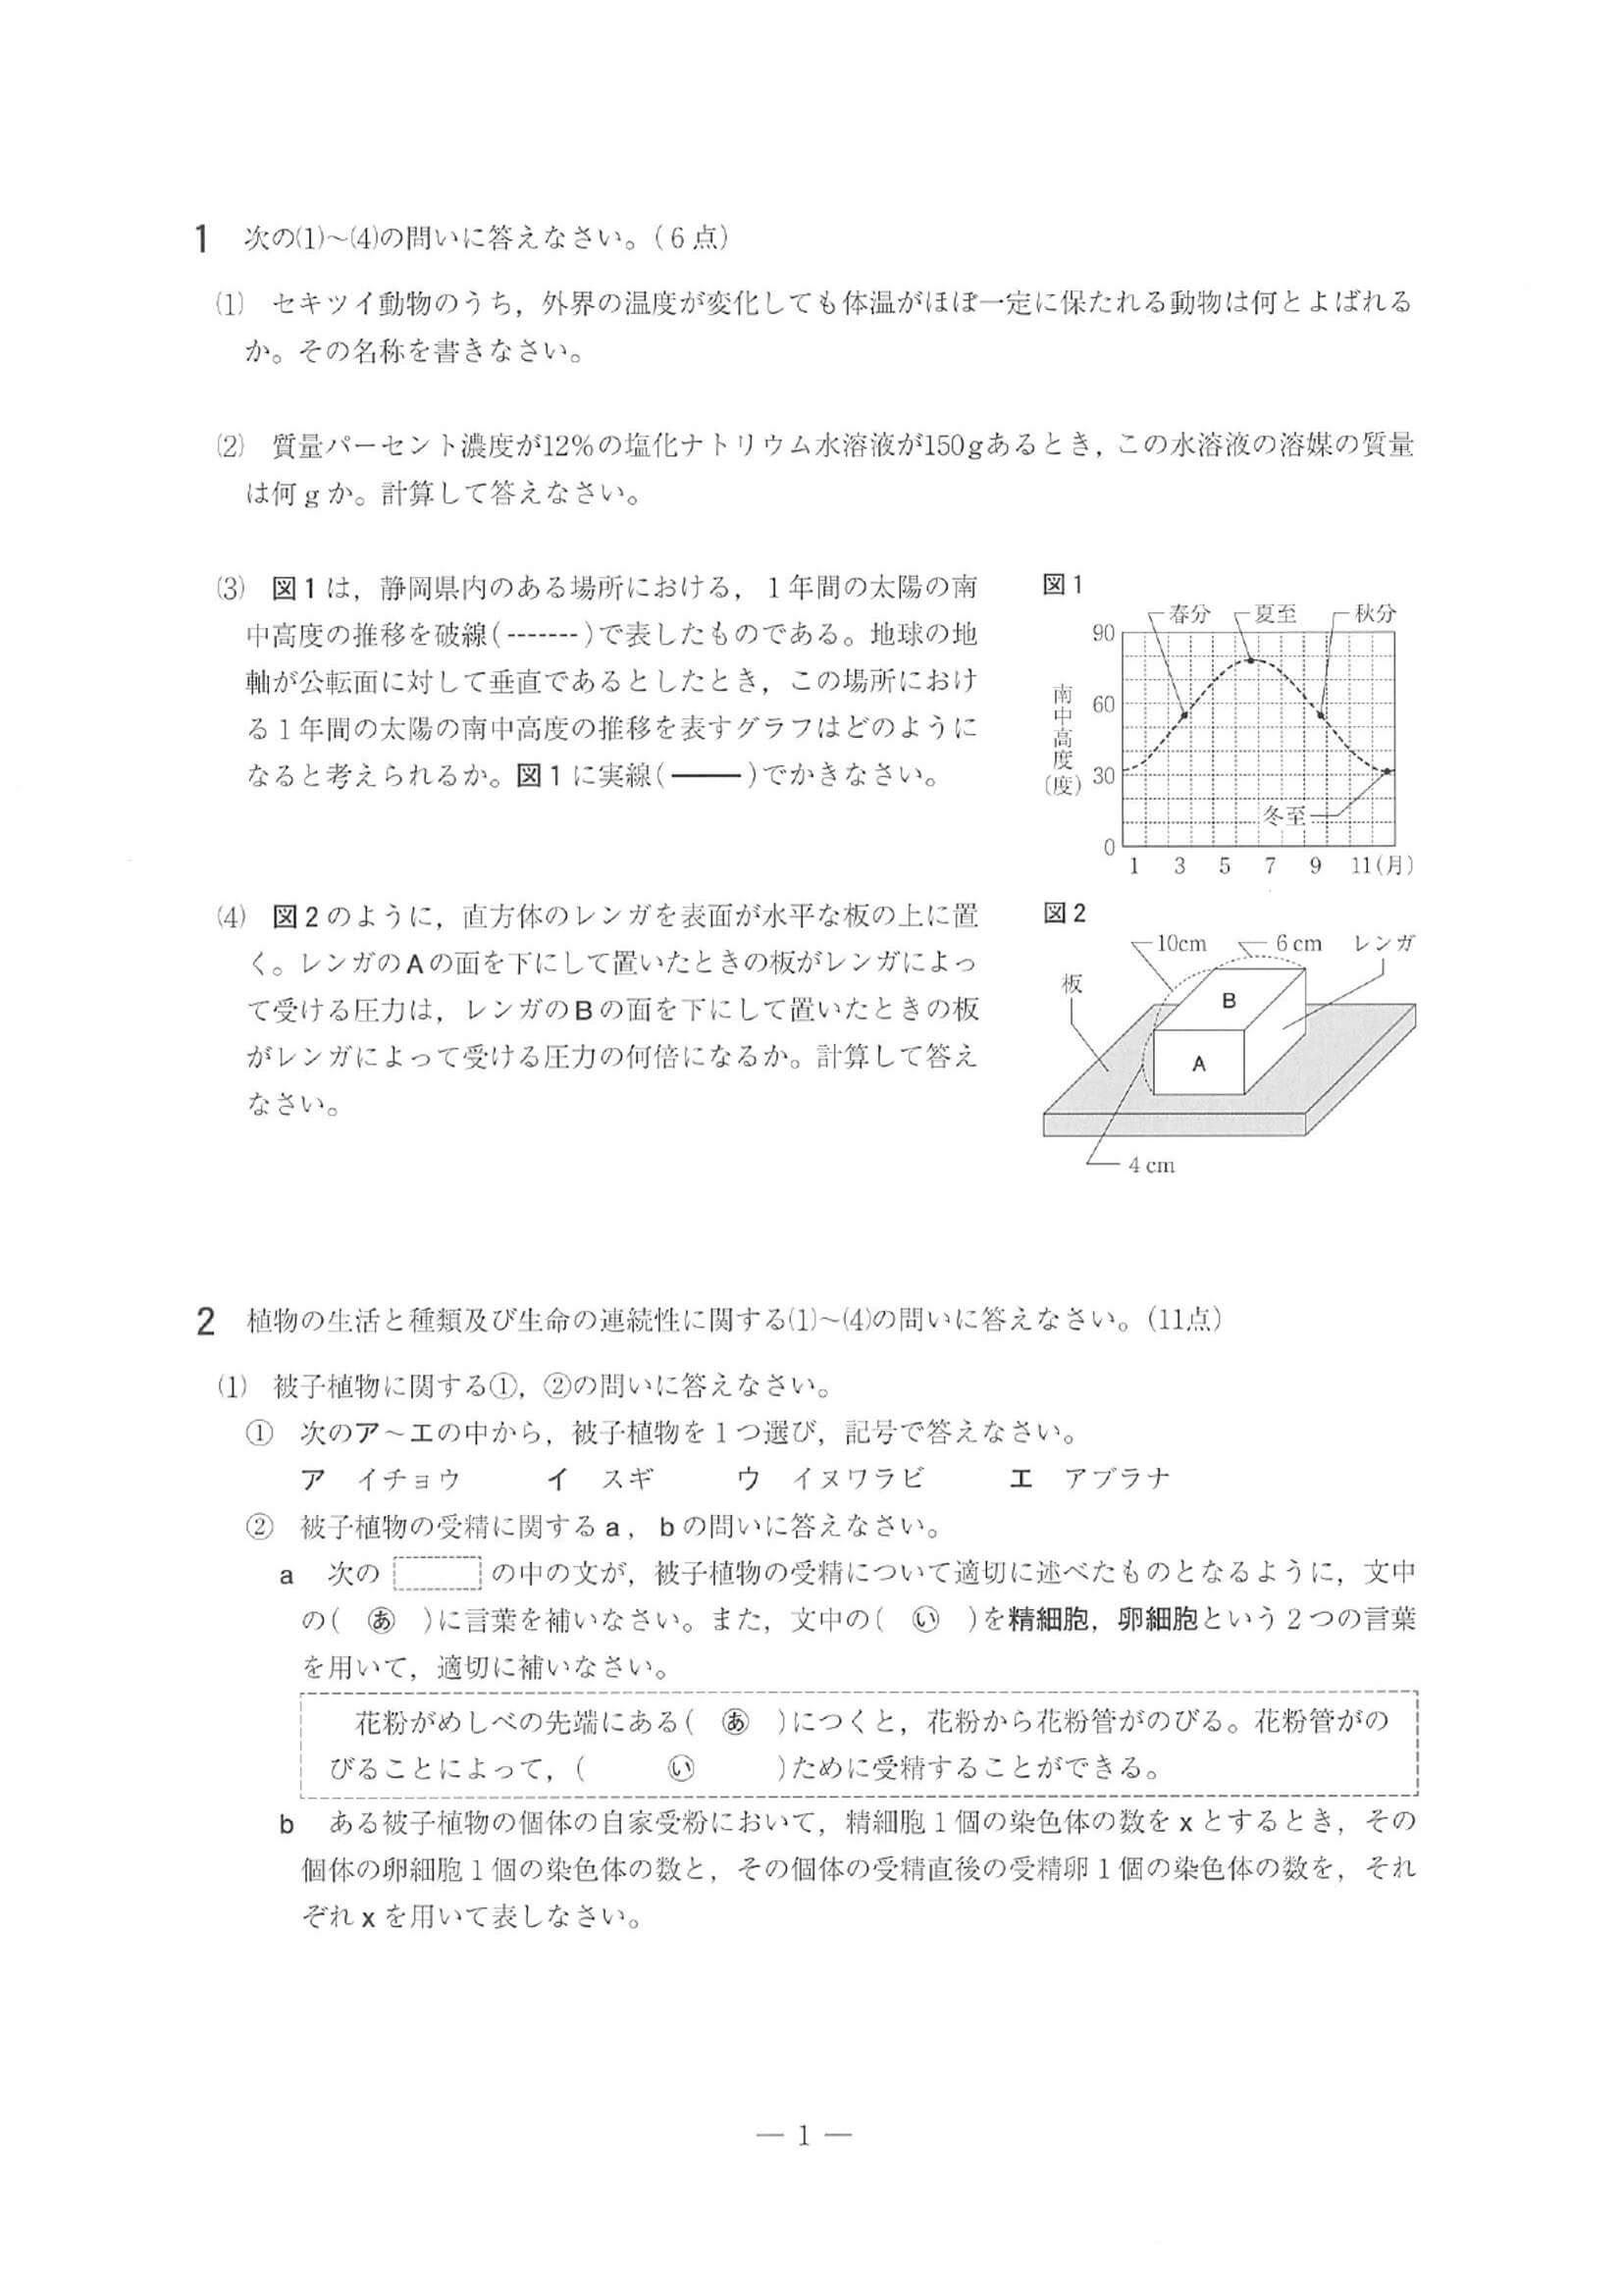 1 次の⑴～⑷の問いに答えなさい。(6点)
⑴ セキツイ動物のうち，外界の温度が変化しても体温がほぼ一定に保たれる動物は何とよばれる
か。その名称を書きなさい。
⑵ 質量パーセント濃度が12％の塩化ナトリウム水溶液が150gあるとき，この水溶液の溶媒の質量
は何gか。計算して答えなさい。
⑶ 図1は，静岡県内のある場所における，1年間の太陽の南
中高度の推移を破線(-------)で表したものである。地球の地
軸が公転面に対して垂直であるとしたとき，この場所におけ
る1年間の太陽の南中高度の推移を表すグラフはどのように
なると考えられるか。図1に実線(———)でかきなさい。
図1
春分 夏至 秋分
90
60
30
0
南中高度(度)
冬至
1 3 5 7 9 11(月)
⑷ 図2のように，直方体のレンガを表面が水平な板の上に置
く。レンガのAの面を下にして置いたときの板がレンガによっ
て受ける圧力は，レンガのBの面を下にして置いたときの板
がレンガによって受ける圧力の何倍になるか。計算して答え
なさい。
図2
10cm 6cm レンガ
板
B
A
4cm
2 植物の生活と種類及び生命の連続性に関する⑴～⑷の問いに答えなさい。(11点)
⑴ 被子植物に関する①，②の問いに答えなさい。
① 次のア～エの中から，被子植物を1つ選び，記号で答えなさい。
ア イチョウ イ スギ ウ イヌワラビ エ アブラナ
② 被子植物の受精に関するa，bの問いに答えなさい。
a 次の の中の文が，被子植物の受精について適切に述べたものとなるように，文中
の( あ )に言葉を補いなさい。また，文中の( い )を精細胞，卵細胞という2つの言葉
を用いて，適切に補いなさい。
花粉がめしべの先端にある( あ )につくと，花粉から花粉管がのびる。花粉管がの
びることによって，( い )ために受精することができる。
b ある被子植物の個体の自家受粉において，精細胞1個の染色体の数をxとするとき，その
個体の卵細胞1個の染色体の数と，その個体の受精直後の受精卵1個の染色体の数を，それ
ぞれxを用いて表しなさい。
— 1 —